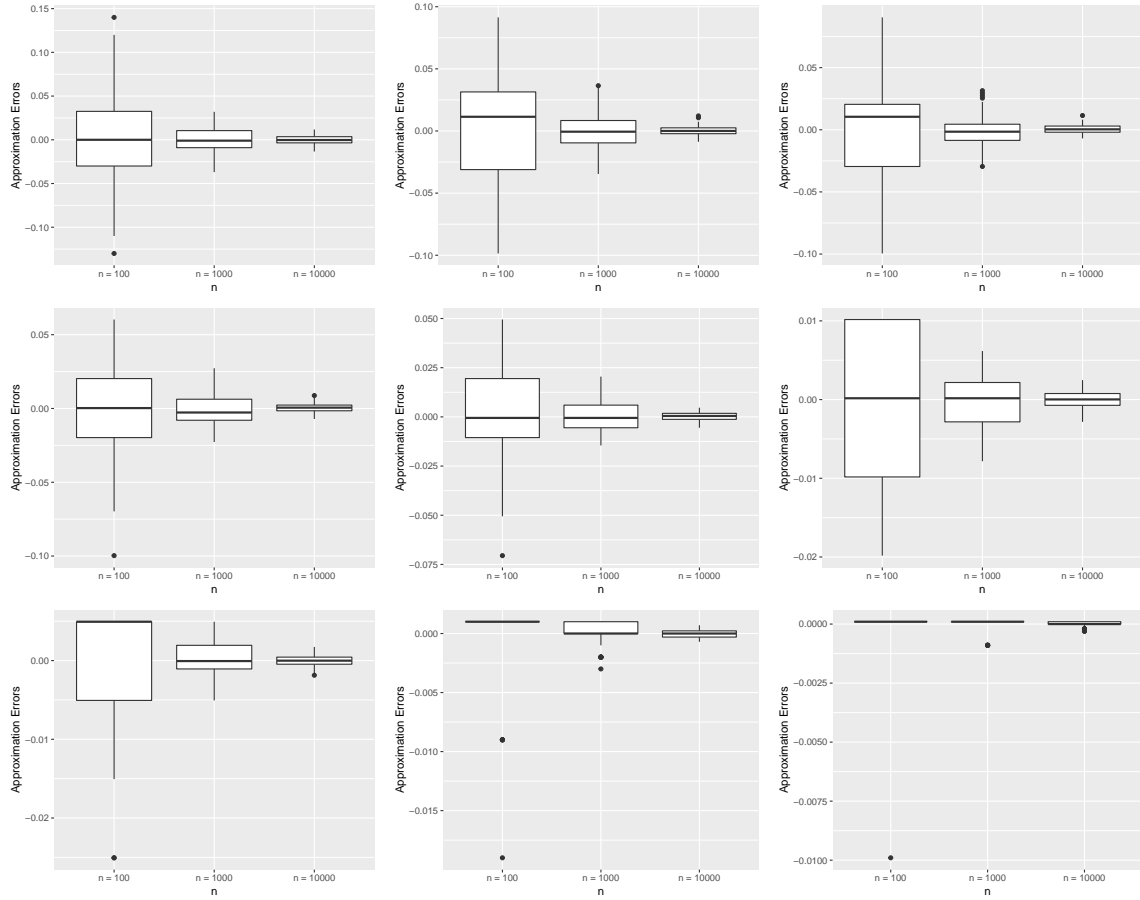 0.15
0.10
0.05
0.00
−0.05
−0.10
Approximation Errors
n = 100 n = 1000 n = 10000
n
0.10
0.05
0.00
−0.05
−0.10
Approximation Errors
n = 100 n = 1000 n = 10000
n
0.05
0.00
−0.05
−0.10
Approximation Errors
n = 100 n = 1000 n = 10000
n
0.05
0.00
−0.05
−0.10
Approximation Errors
n = 100 n = 1000 n = 10000
n
0.050
0.025
0.000
−0.025
−0.050
−0.075
Approximation Errors
n = 100 n = 1000 n = 10000
n
0.01
0.00
−0.01
−0.02
Approximation Errors
n = 100 n = 1000 n = 10000
n
0.00
−0.01
−0.02
Approximation Errors
n = 100 n = 1000 n = 10000
n
0.000
−0.005
−0.010
−0.015
Approximation Errors
n = 100 n = 1000 n = 10000
n
0.0000
−0.0025
−0.0050
−0.0075
−0.0100
Approximation Errors
n = 100 n = 1000 n = 10000
n